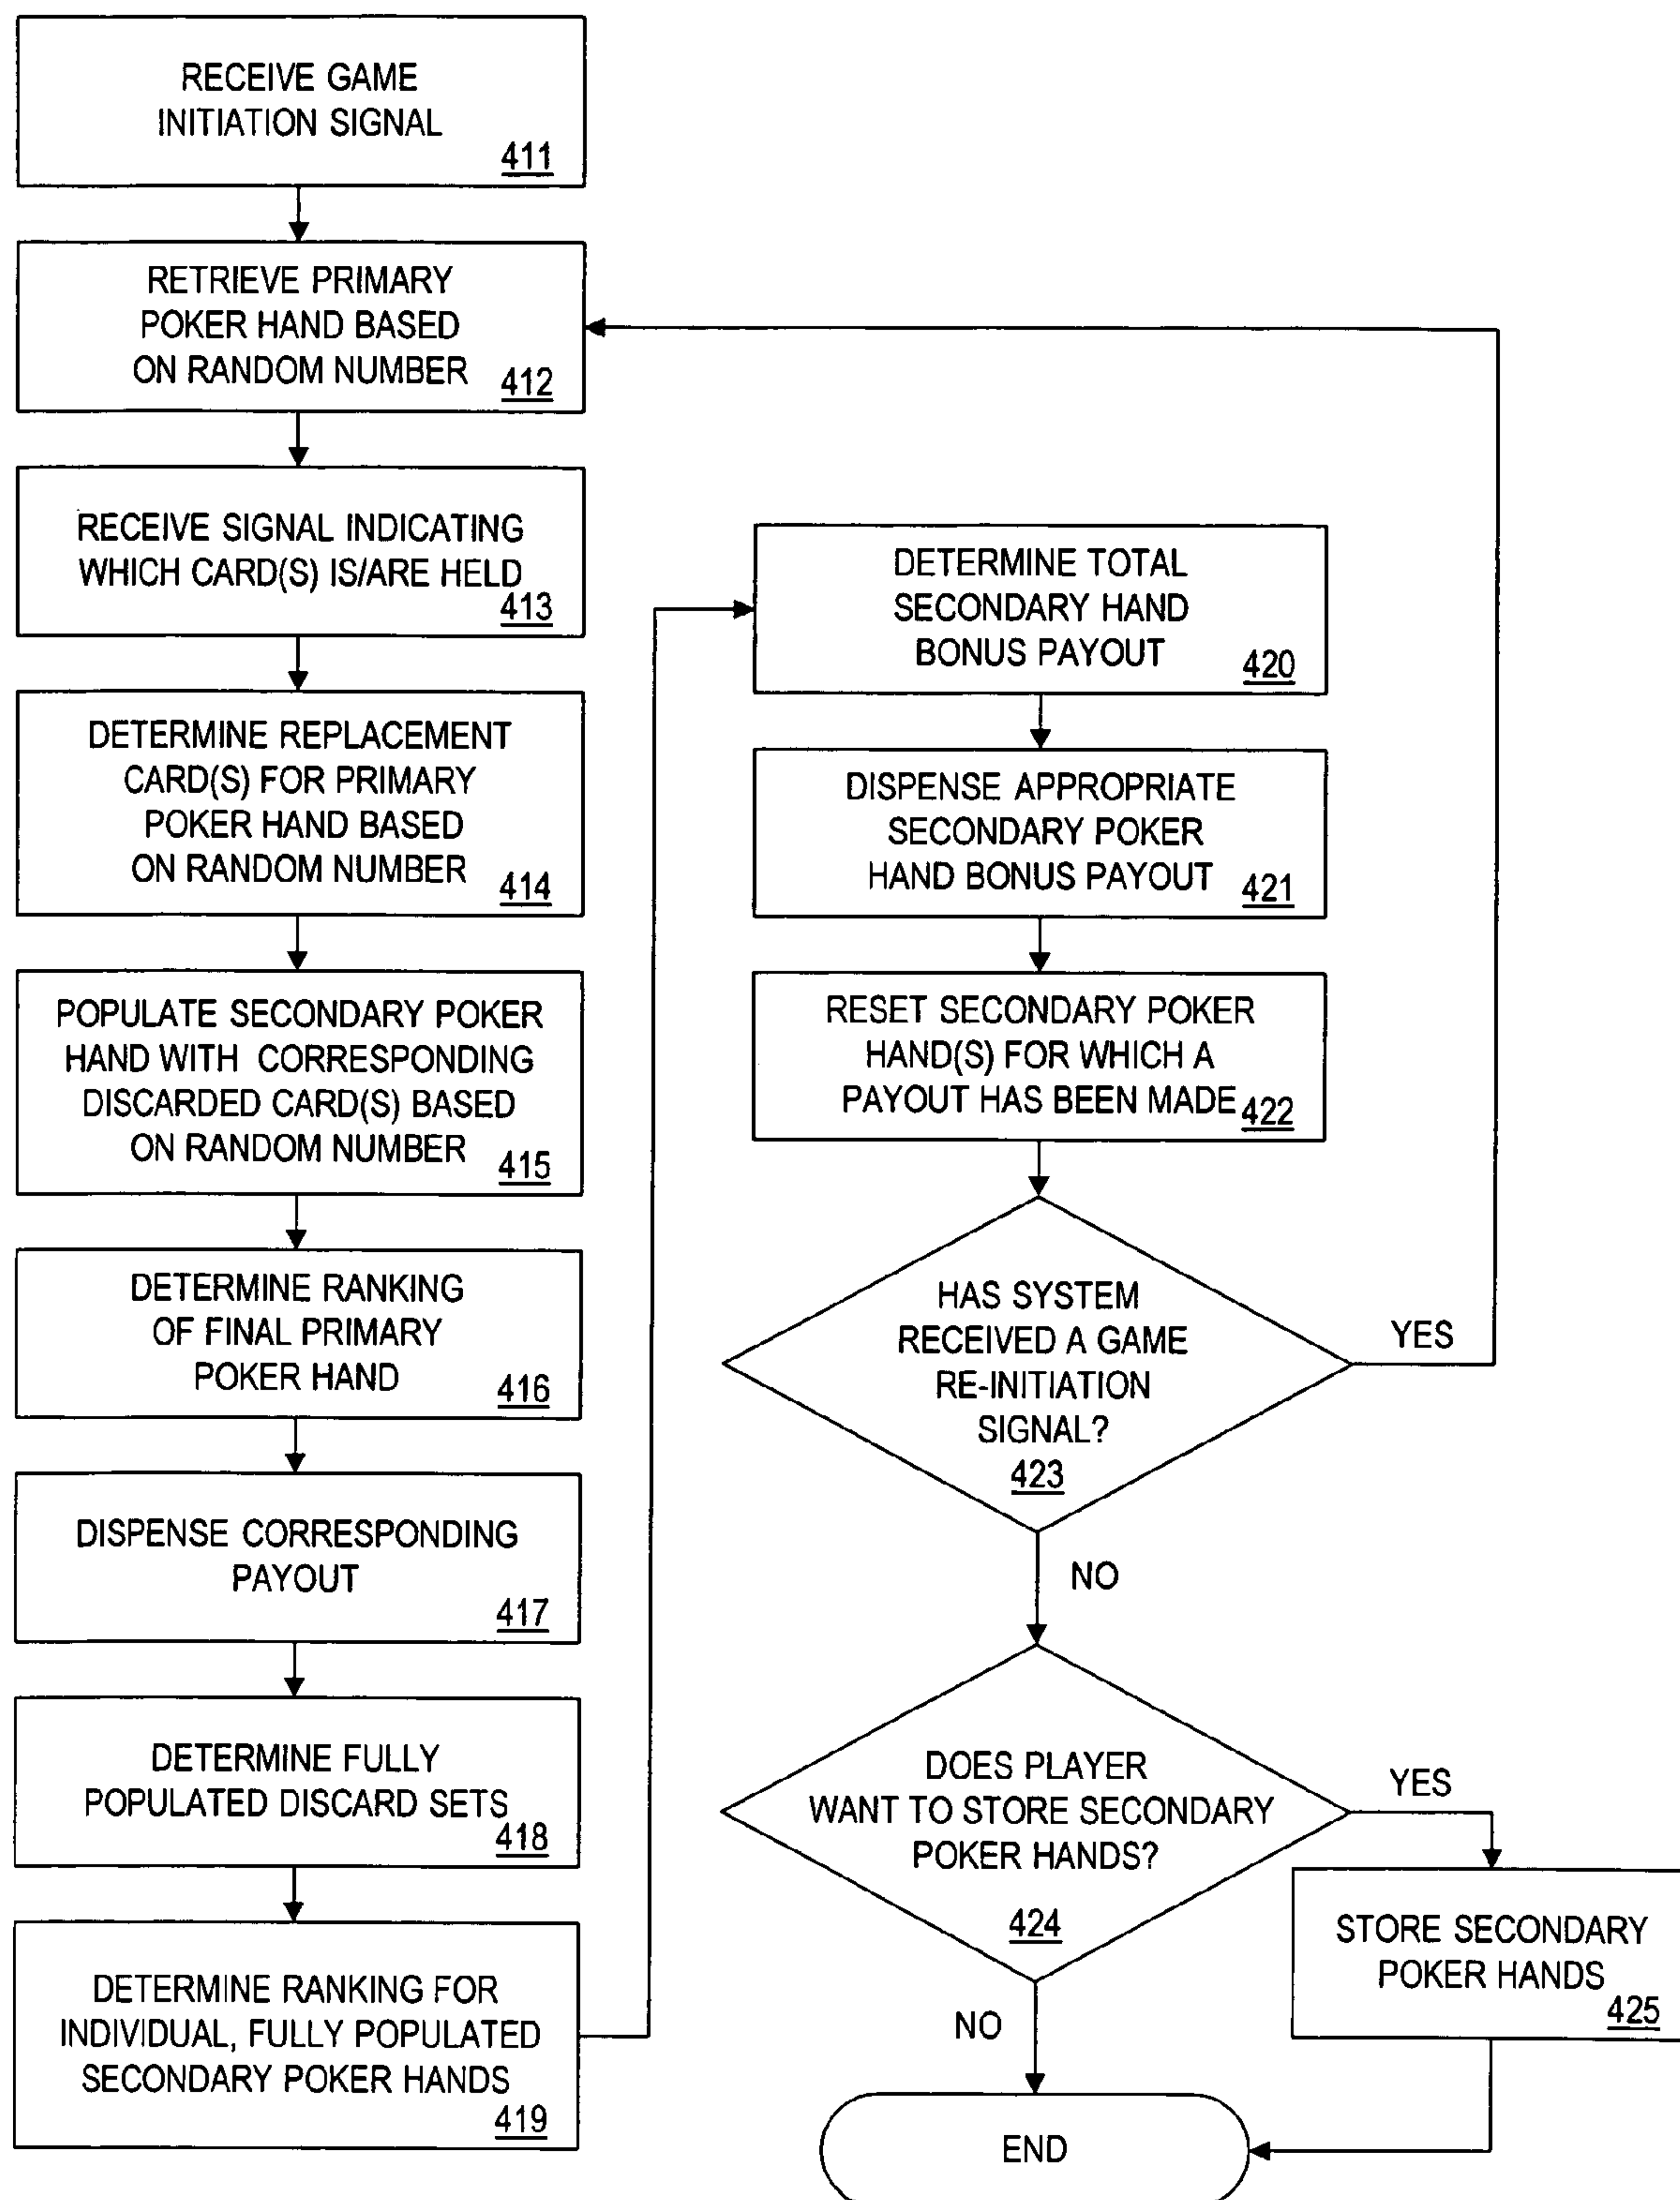 RECEIVE GAME
INITIATION SIGNAL
411
RETRIEVE PRIMARY
POKER HAND BASED
ON RANDOM NUMBER
412
RECEIVE SIGNAL INDICATING
WHICH CARD(S) IS/ARE HELD
413
DETERMINE REPLACEMENT
CARD(S) FOR PRIMARY
POKER HAND BASED
ON RANDOM NUMBER
414
POPULATE SECONDARY POKER
HAND WITH CORRESPONDING
DISCARDED CARD(S) BASED
ON RANDOM NUMBER
415
DETERMINE RANKING
OF FINAL PRIMARY
POKER HAND
416
DISPENSE CORRESPONDING
PAYOUT
417
DETERMINE FULLY
POPULATED DISCARD SETS
418
DETERMINE RANKING FOR
INDIVIDUAL, FULLY POPULATED
SECONDARY POKER HANDS
419
DETERMINE TOTAL
SECONDARY HAND
BONUS PAYOUT
420
DISPENSE APPROPRIATE
SECONDARY POKER
HAND BONUS PAYOUT
421
RESET SECONDARY POKER
HAND(S) FOR WHICH A
PAYOUT HAS BEEN MADE
422
HAS SYSTEM
RECEIVED A GAME
RE-INITIATION
SIGNAL?
423
YES
NO
DOES PLAYER
WANT TO STORE SECONDARY
POKER HANDS?
424
YES
NO
STORE SECONDARY
POKER HANDS
425
END